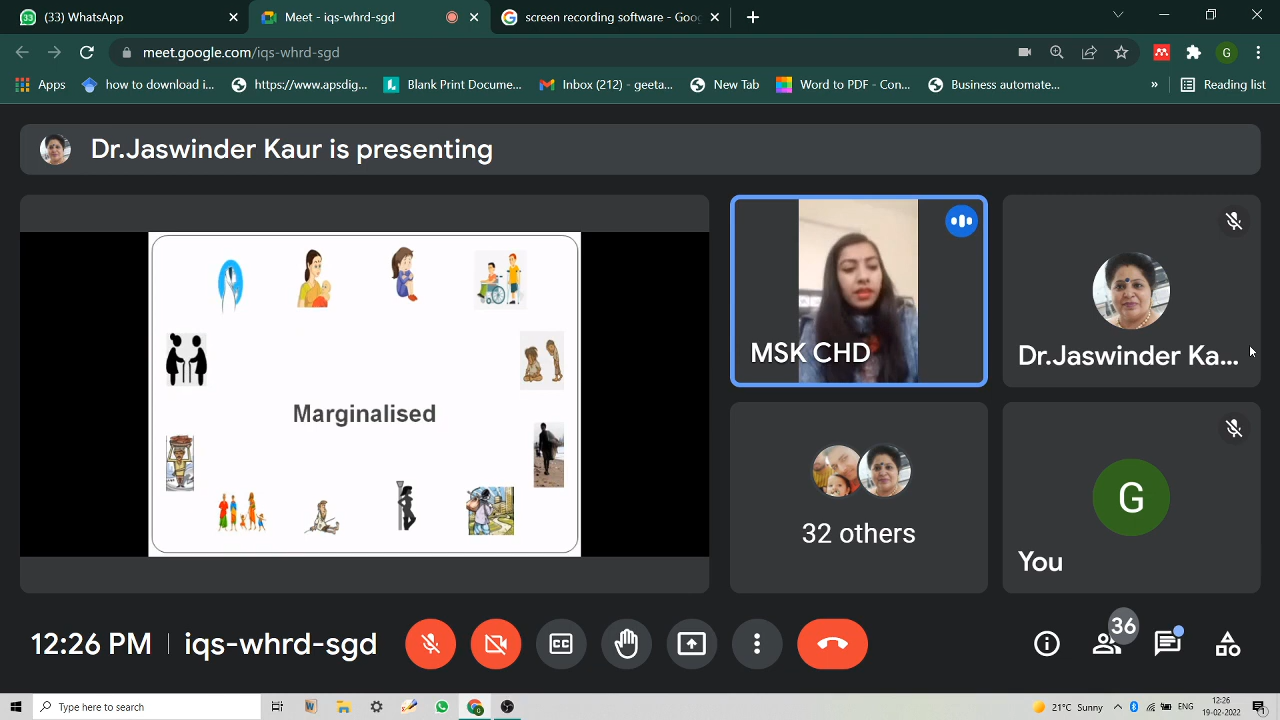 (33) WhatsApp
Meet - iqs-whrd-sgd
screen recording software - Goo
meet.google.com/iqs-whrd-sgd
G
Apps
how to download i...
https://www.apsdig...
Blank Print Docume...
Inbox (212) - geeta...
New Tab
Word to PDF - Con...
Business automate...
»
Reading list
Dr.Jaswinder Kaur is presenting
Marginalised
MSK CHD
Dr.Jaswinder Ka...
32 others
G
You
12:26 PM | iqs-whrd-sgd
CC
36
Type here to search
21°C Sunny
ENG
12:26
19-02-2022